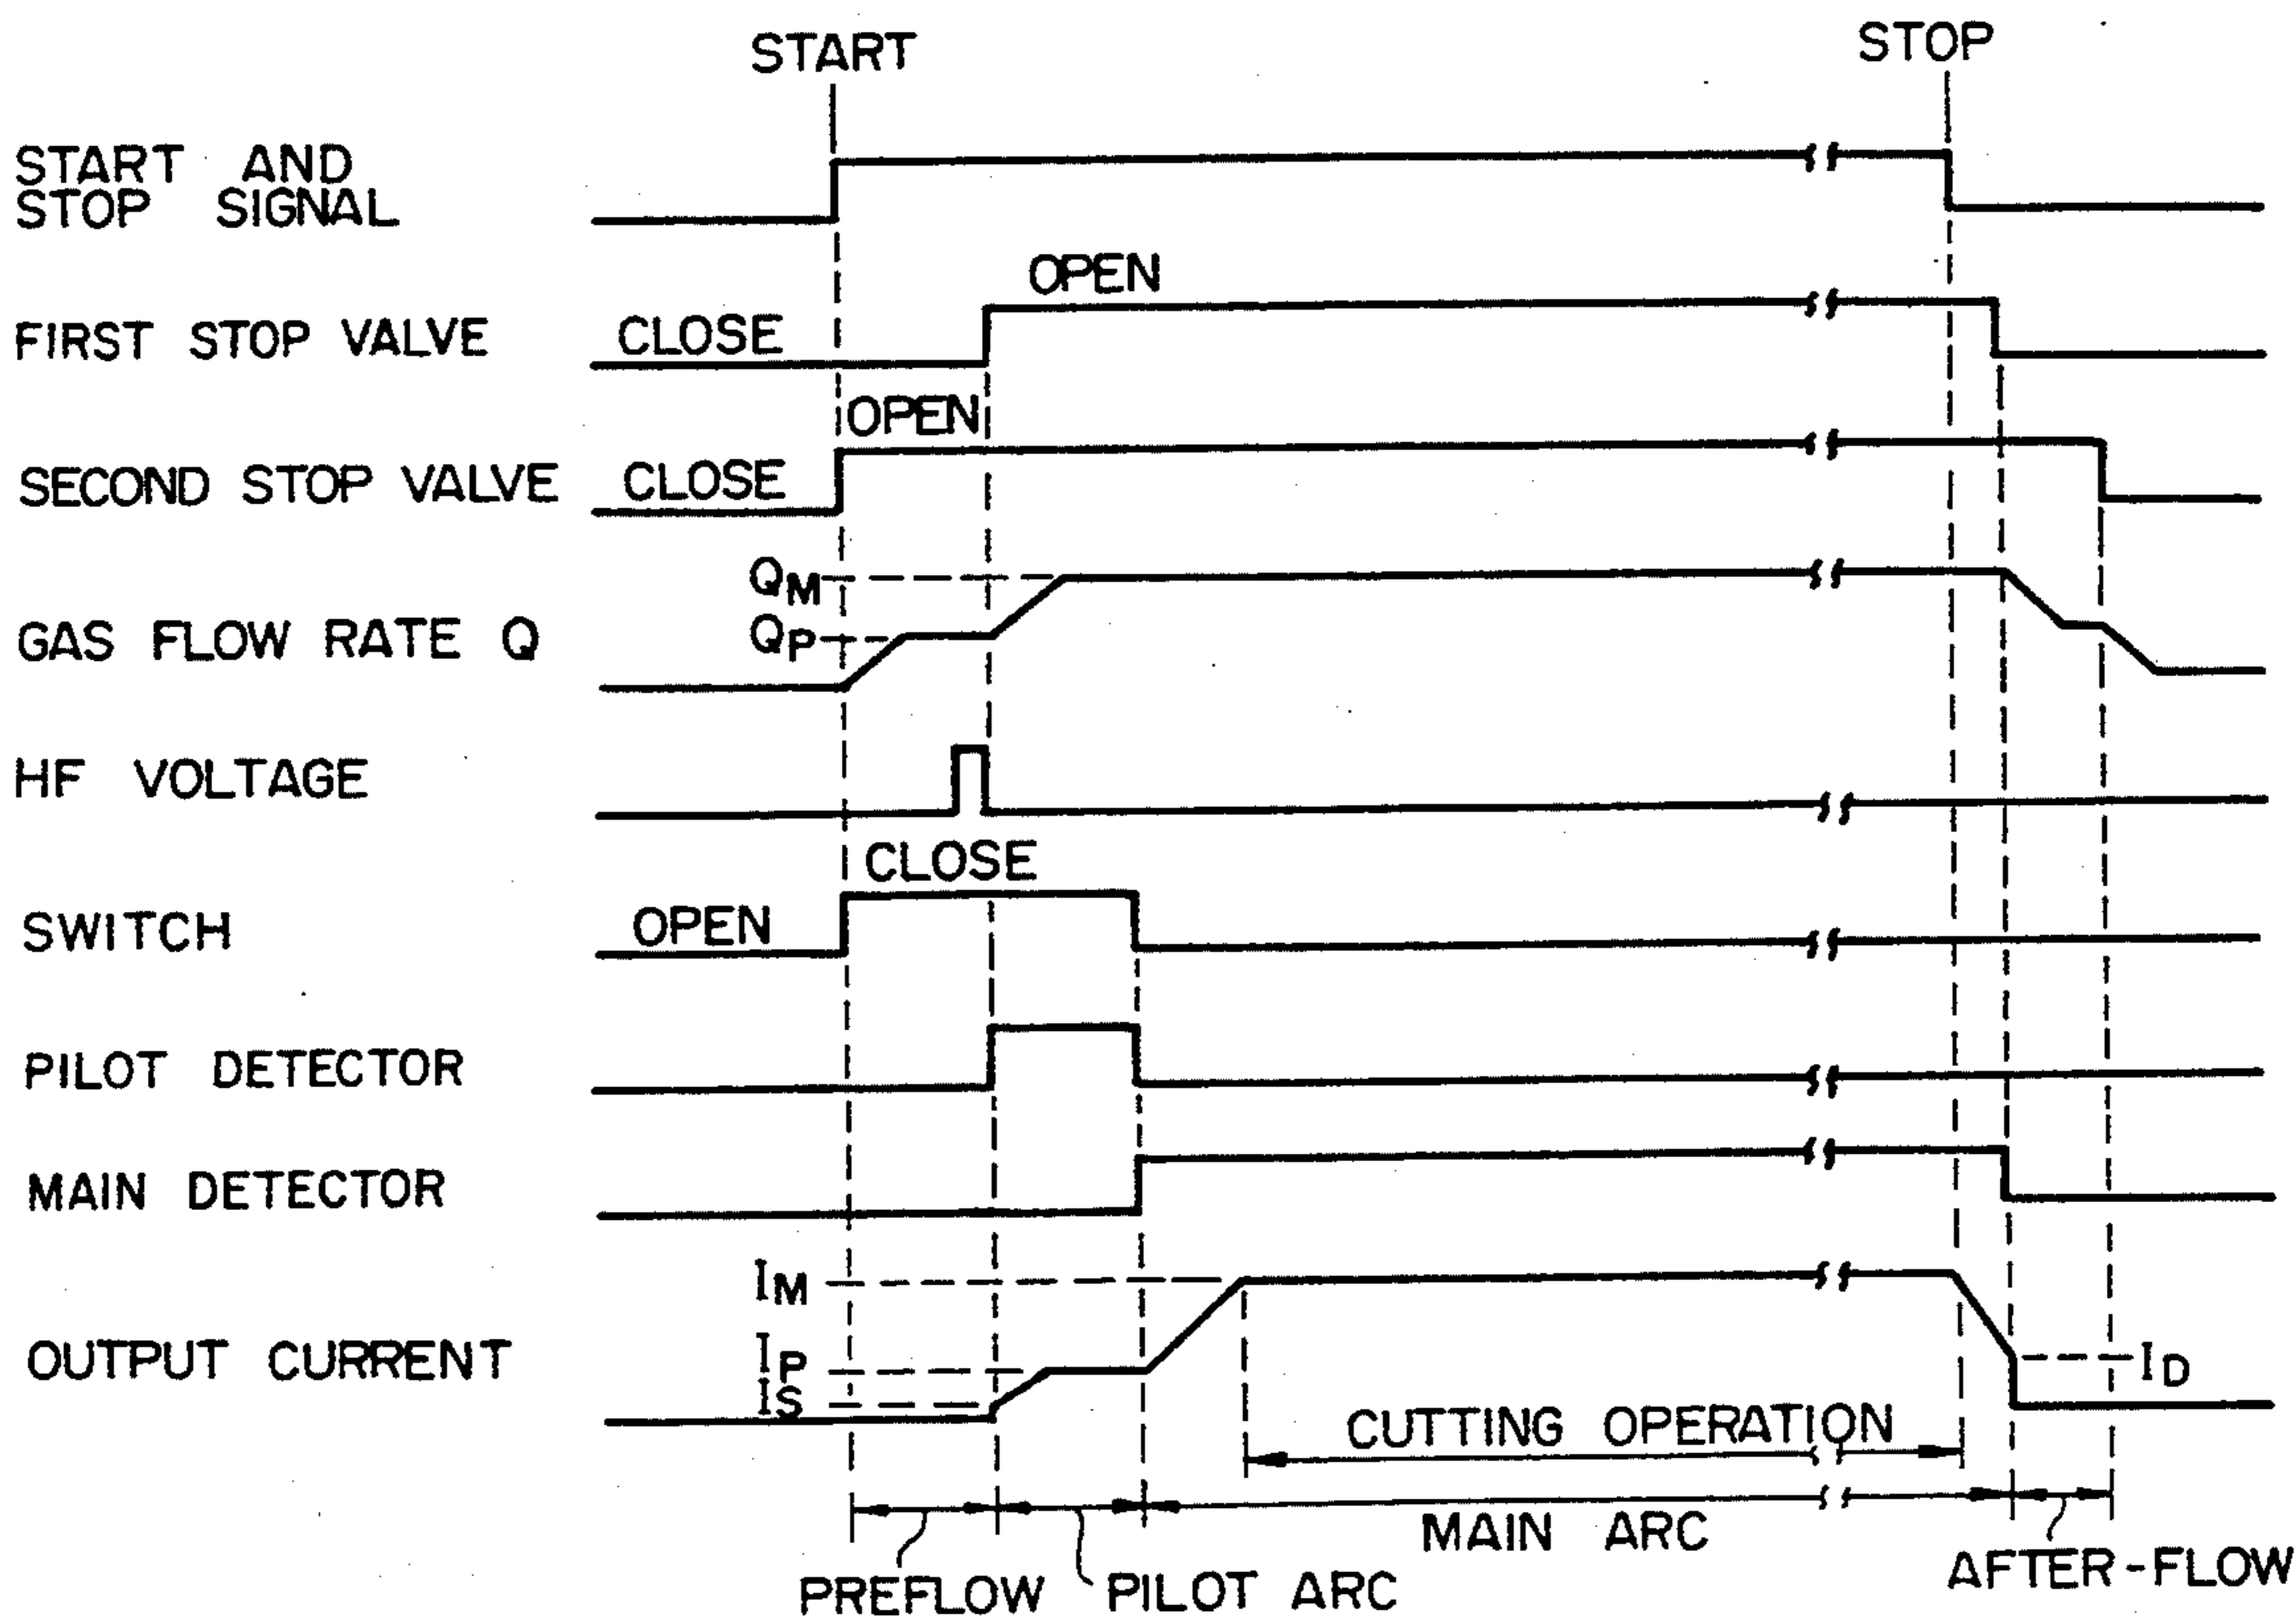 START
STOP
START AND
STOP SIGNAL
OPEN
FIRST STOP VALVE
CLOSE
OPEN
SECOND STOP VALVE
CLOSE
QM
GAS FLOW RATE Q
QP
HF VOLTAGE
CLOSE
SWITCH
OPEN
PILOT DETECTOR
MAIN DETECTOR
IM
OUTPUT CURRENT
IP
ID
IS
CUTTING OPERATION
MAIN ARC
PREFLOW
PILOT ARC
AFTER-FLOW